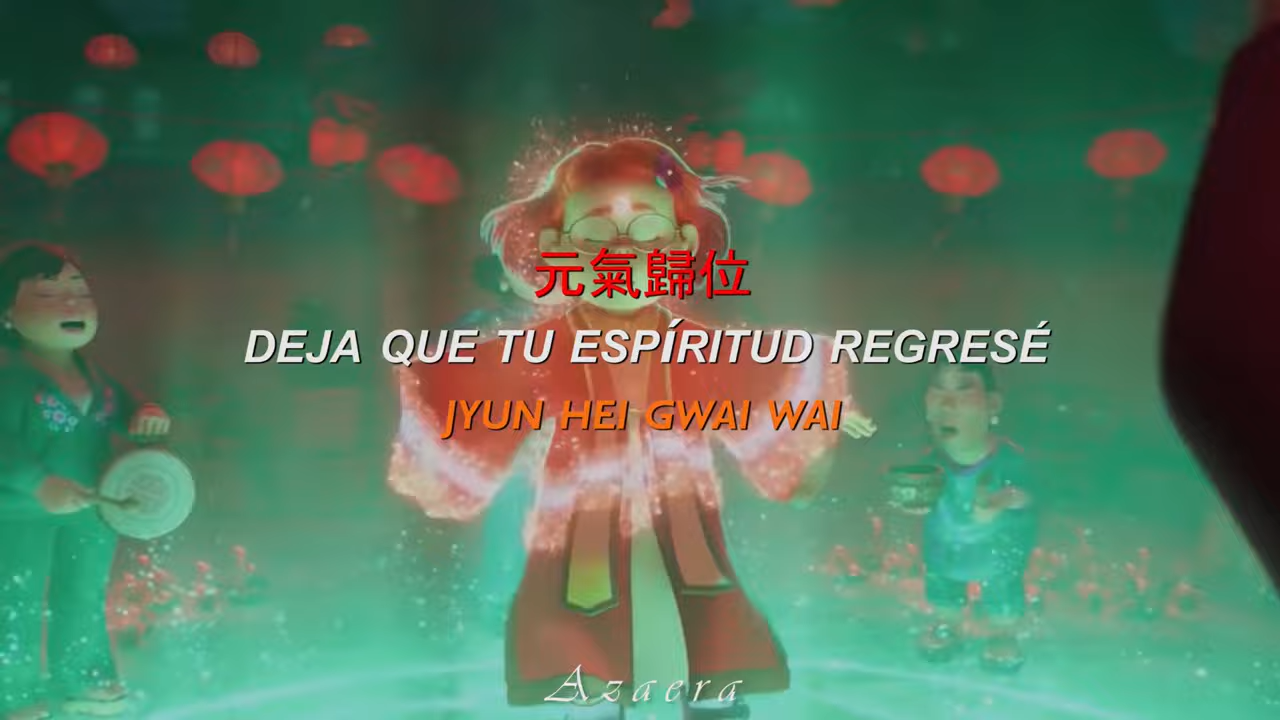 元氣歸位
DEJA QUE TU ESPÍRITUD REGRESÉ
JYUN HEI GWAI WAI
Azaera